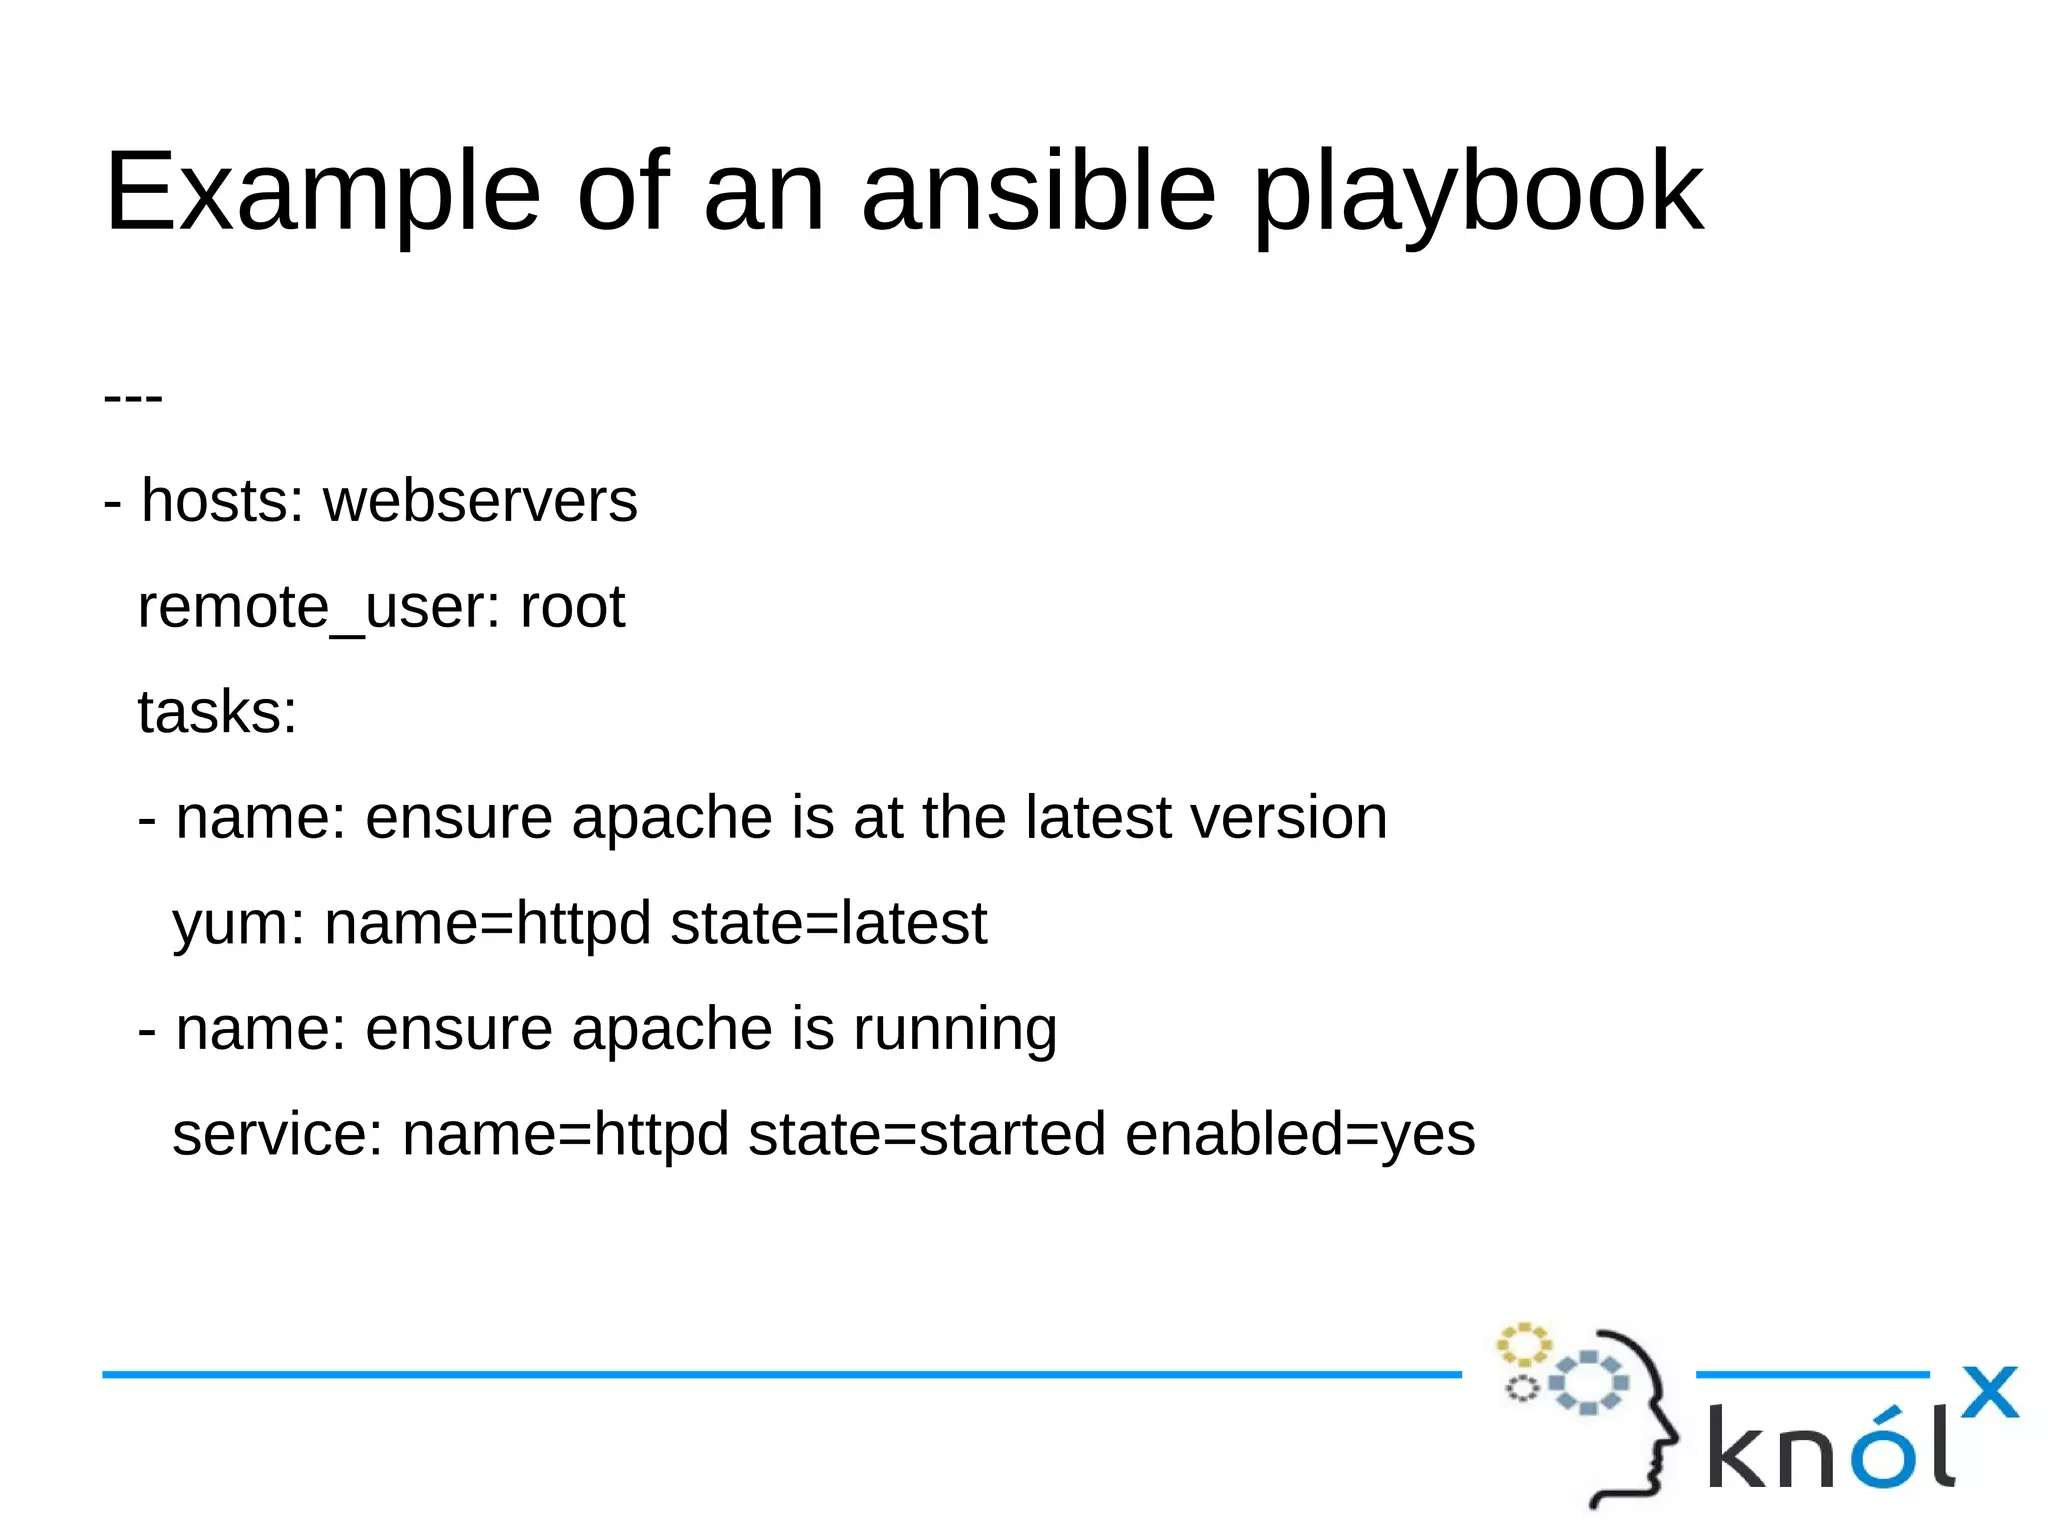 Example of an ansible playbook
---
- hosts: webservers
remote_user: root
tasks:
- name: ensure apache is at the latest version
yum: name=httpd state=latest
- name: ensure apache is running
service: name=httpd state=started enabled=yes
knólx